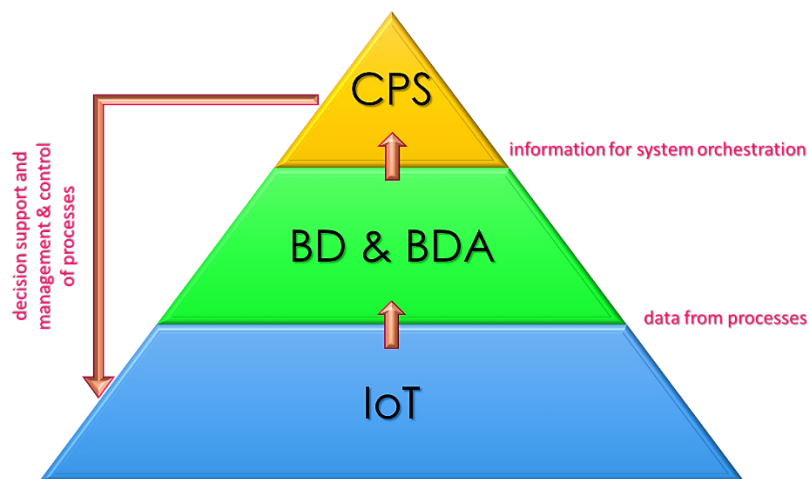 CPS
information for system orchestration
BD & BDA
data from processes
IoT
decision support and
management & control
of processes